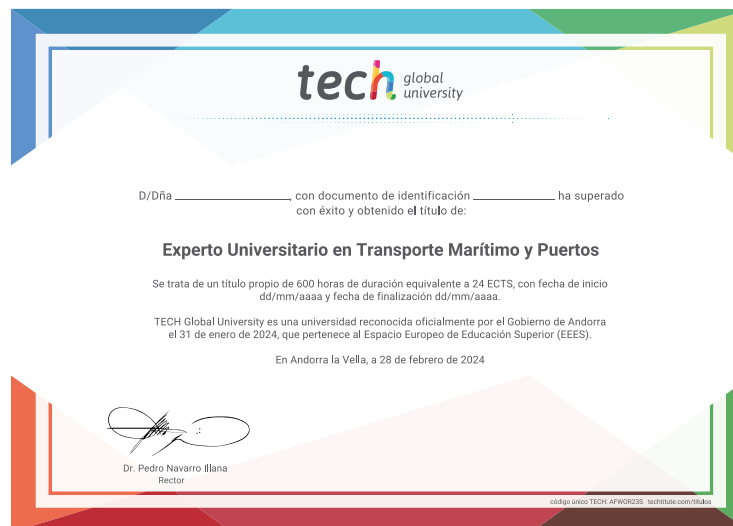 tech global university
D/Dña ______________, con documento de identificación __________ ha superado
con éxito y obtenido el título de:
Experto Universitario en Transporte Marítimo y Puertos
Se trata de un título propio de 600 horas de duración equivalente a 24 ECTS, con fecha de inicio
dd/mm/aaaa y fecha de finalización dd/mm/aaaa.
TECH Global University es una universidad reconocida oficialmente por el Gobierno de Andorra
el 31 de enero de 2024, que pertenece al Espacio Europeo de Educación Superior (EEES).
En Andorra la Vella, a 28 de febrero de 2024
Dr. Pedro Navarro Illana
Rector
código único TECH: AFWOR23S techtitute.com/titulos